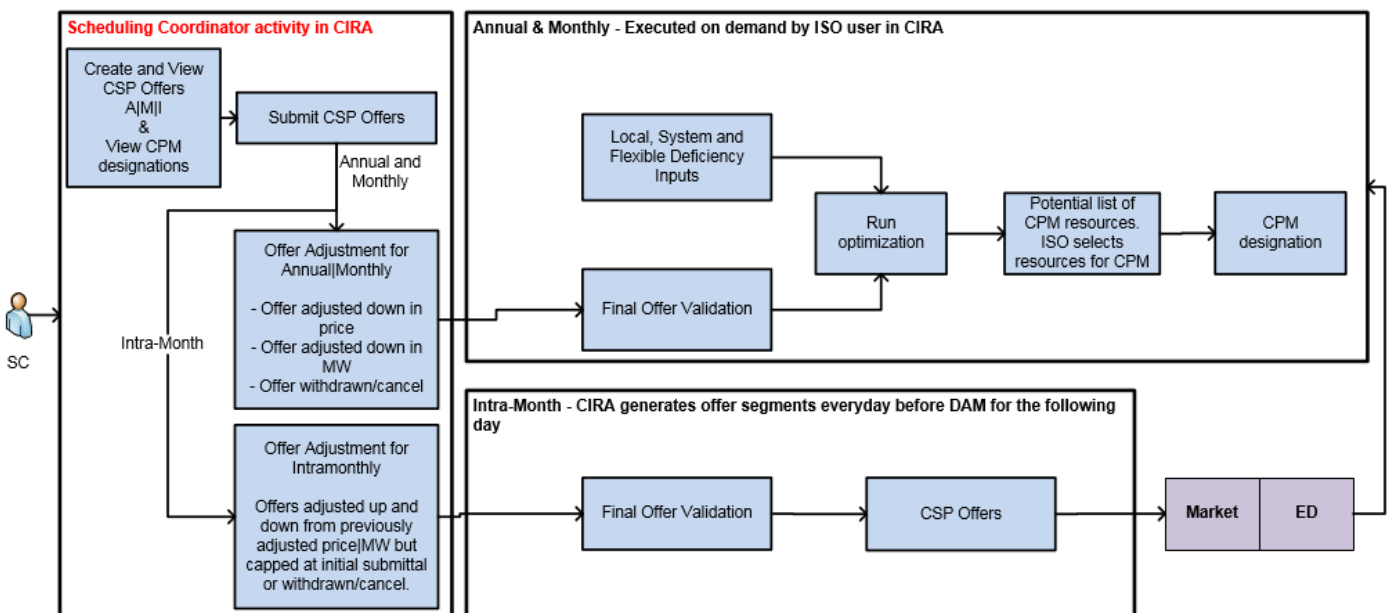 Scheduling Coordinator activity in CIRA
Create and View
CSP Offers
A|M|I
&
View CPM
designations
Submit CSP Offers
Annual and
Monthly
Offer Adjustment for
Annual|Monthly
- Offer adjusted down in
price
- Offer adjusted down in
MW
- Offer withdrawn/cancel
Intra-Month
SC
Offer Adjustment for
Intramonthly
Offers adjusted up and
down from previously
adjusted price|MW but
capped at initial submittal
or withdrawn/cancel.
Annual & Monthly - Executed on demand by ISO user in CIRA
Local, System and
Flexible Deficiency
Inputs
Final Offer Validation
Run
optimization
Potential list of
CPM resources.
ISO selects
resources for CPM
CPM
designation
Intra-Month - CIRA generates offer segments everyday before DAM for the following
day
Final Offer Validation
CSP Offers
Market
ED